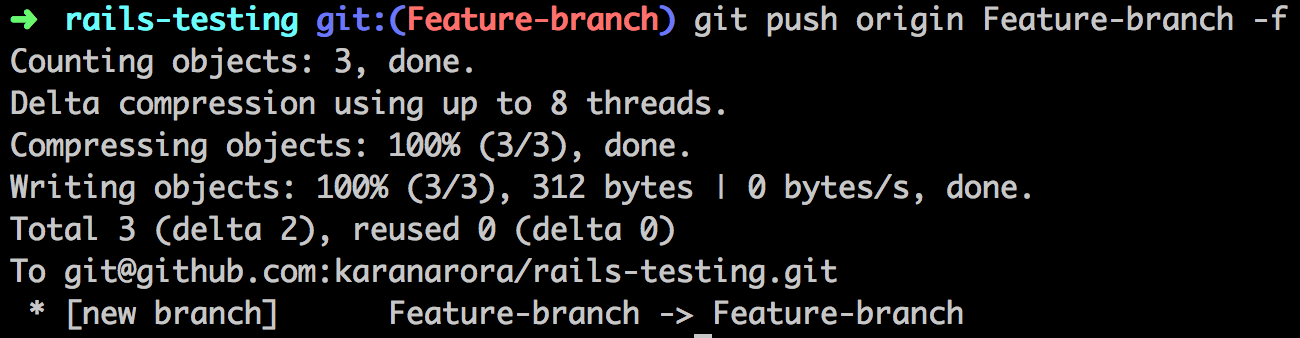 ➜  rails-testing git:(Feature-branch) git push origin Feature-branch -f
Counting objects: 3, done.
Delta compression using up to 8 threads.
Compressing objects: 100% (3/3), done.
Writing objects: 100% (3/3), 312 bytes | 0 bytes/s, done.
Total 3 (delta 2), reused 0 (delta 0)
To git@github.com:karanarora/rails-testing.git
 * [new branch]      Feature-branch -> Feature-branch